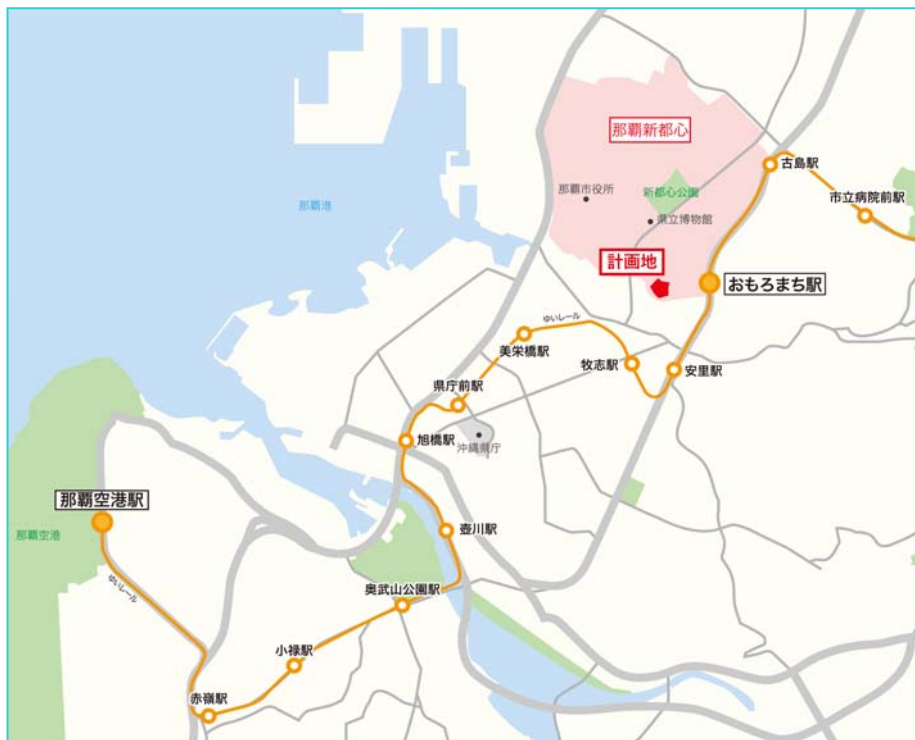 那覇新都心
古島駅
那覇市役所
新都心公園
市立病院前駅
那覇港
県立博物館
計画地
おもろまち駅
ゆいレール
美栄橋駅
牧志駅
安里駅
県庁前駅
旭橋駅
沖縄県庁
那覇空港駅
那覇空港
壺川駅
ゆいレール
奥武山公園駅
小禄駅
赤嶺駅